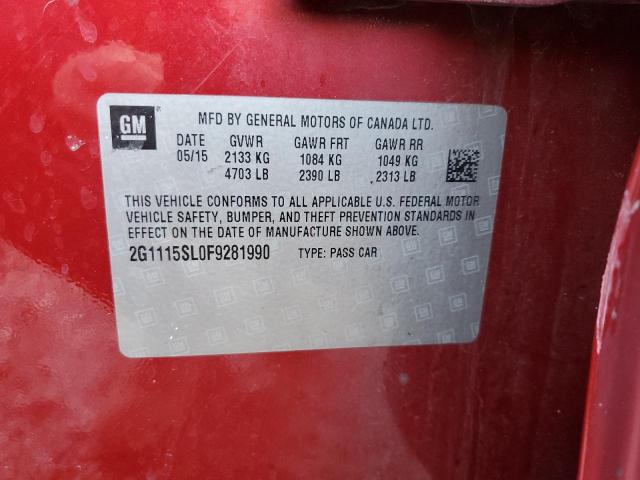 GM
MFD BY GENERAL MOTORS OF CANADA LTD.
DATE GVWR GAWR FRT GAWR RR
05/15 2133 KG 1084 KG 1049 KG
4703 LB 2390 LB 2313 LB
THIS VEHICLE CONFORMS TO ALL APPLICABLE U.S. FEDERAL MOTOR
VEHICLE SAFETY, BUMPER, AND THEFT PREVENTION STANDARDS IN
EFFECT ON THE DATE OF MANUFACTURE SHOWN ABOVE.
2G1115SL0F9281990 TYPE: PASS CAR